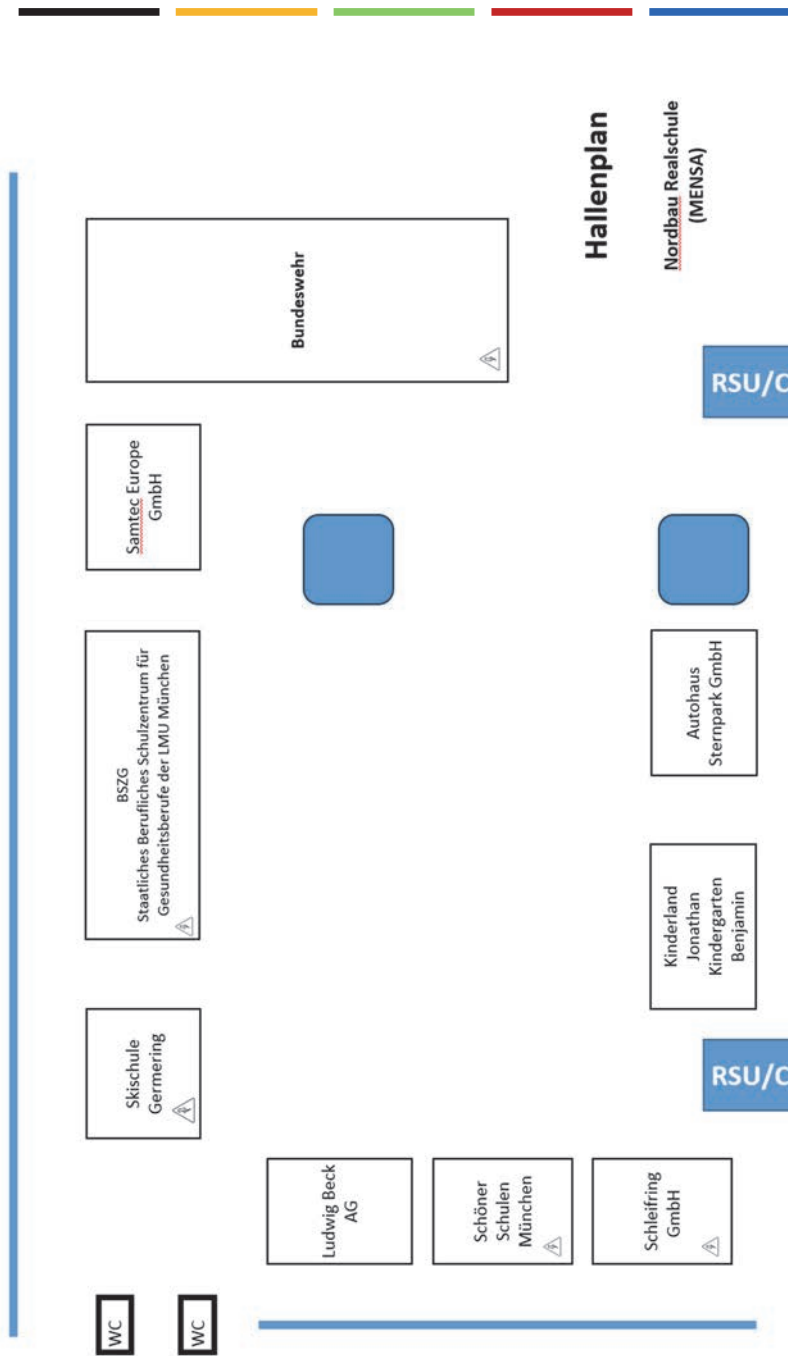 Hallenplan
Nordbau Realschule
(MENSA)
WC
WC
Skischule
Germering
BSZG
Staatliches Berufliches Schulzentrum für
Gesundheitsberufe der LMU München
Samtec Europe
GmbH
Bundeswehr
Ludwig Beck
AG
Schöner
Schulen
München
Schleifring
GmbH
Kinderland
Jonathan
Kindergarten
Benjamin
Autohaus
Sternpark GmbH
RSU/C
RSU/C